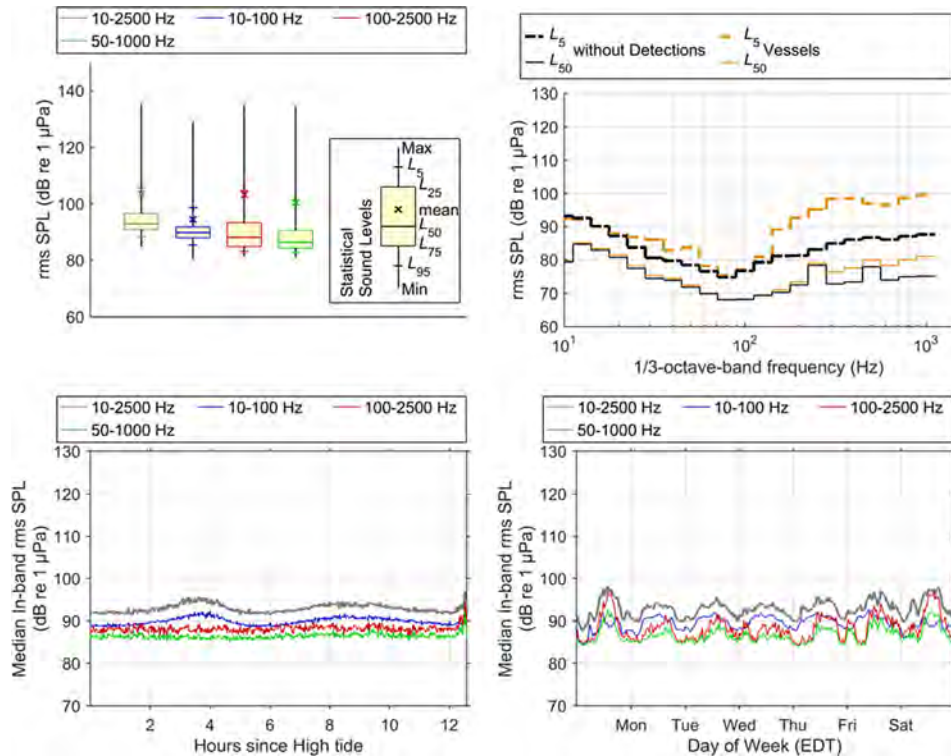 10-2500 Hz 10-100 Hz 100-2500 Hz
50-1000 Hz
rms SPL (dB re 1 µPa)
140
120
100
80
60
Statistical
Sound Levels
Max
L5
L25
mean
L50
L75
L95
Min
L5 without Detections L5 Vessels
L50 L50
rms SPL (dB re 1 µPa)
130
120
110
100
90
80
70
60
10^1 10^2 10^3
1/3-octave-band frequency (Hz)
10-2500 Hz 10-100 Hz 100-2500 Hz
50-1000 Hz
Median In-band rms SPL
(dB re 1 µPa)
130
120
110
100
90
80
70
2 4 6 8 10 12
Hours since High tide
10-2500 Hz 10-100 Hz 100-2500 Hz
50-1000 Hz
Median In-band rms SPL
(dB re 1 µPa)
130
120
110
100
90
80
70
Mon Tue Wed Thu Fri Sat
Day of Week (EDT)